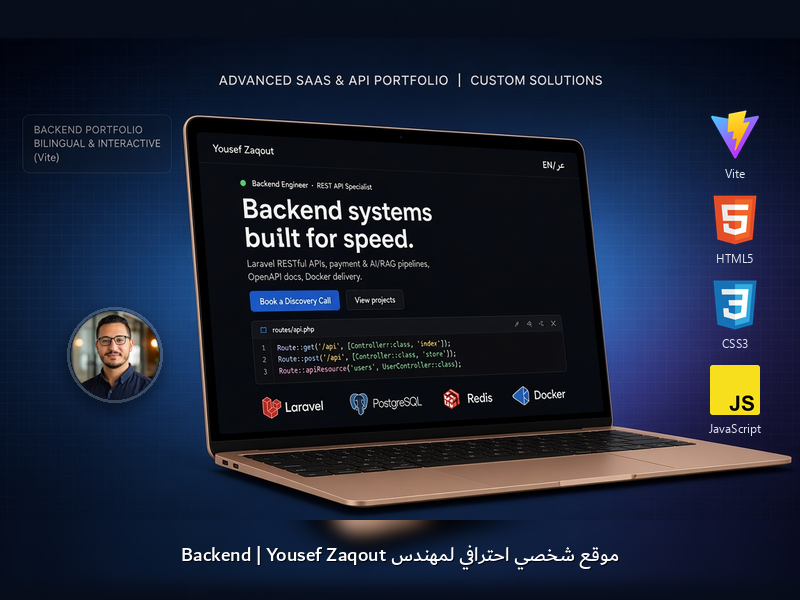 ADVANCED SAAS & API PORTFOLIO | CUSTOM SOLUTIONS
BACKEND PORTFOLIO
BILINGUAL & INTERACTIVE
(Vite)
Yousef Zaqout
EN/عر
Backend Engineer • REST API Specialist
Backend systems
built for speed.
Laravel RESTful APIs, payment & AI/RAG pipelines,
OpenAPI docs, Docker delivery.
Book a Discovery Call
View projects
routes/api.php
1 Route::get('/api', [Controller::class, 'index']);
2 Route::post('/api', [Controller::class, 'store']);
3 Route::apiResource('users', UserController::class);
Laravel
PostgreSQL
Redis
Docker
Vite
5
HTML5
3
CSS3
JS
JavaScript
موقع شخصي احترافي لمهندس Backend | Yousef Zaqout